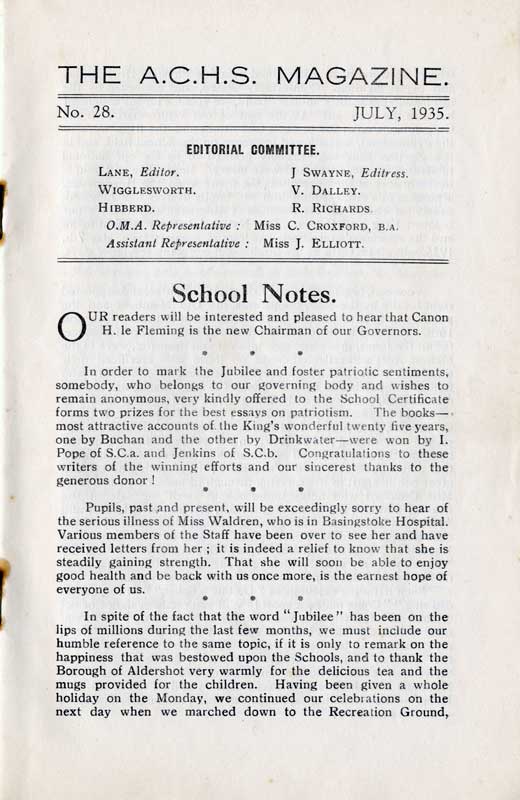 THE A.C.H.S. MAGAZINE.
No. 28. JULY, 1935.
EDITORIAL COMMITTEE.
LANE, Editor. J SWAYNE, Editress.
WIGGLESWORTH. V. DALLEY.
HIBBERD. R. RICHARDS.
O.M.A. Representative : MISS C. CROXFORD, B.A.
Assistant Representative : MISS J. ELLIOTT.
School Notes.
OUR readers will be interested and pleased to hear that Canon
H. le Fleming is the new Chairman of our Governors.
* * *
In order to mark the Jubilee and foster patriotic sentiments,
somebody, who belongs to our governing body and wishes to
remain anonymous, very kindly offered to the School Certificate
forms two prizes for the best essays on patriotism. The books—
most attractive accounts of the King's wonderful twenty five years,
one by Buchan and the other by Drinkwater—were won by I.
Pope of S.C.a. and Jenkins of S.C.b. Congratulations to these
writers of the winning efforts and our sincerest thanks to the
generous donor !
* * *
Pupils, past and present, will be exceedingly sorry to hear of
the serious illness of Miss Waldren, who is in Basingstoke Hospital.
Various members of the Staff have been over to see her and have
received letters from her ; it is indeed a relief to know that she is
steadily gaining strength. That she will soon be able to enjoy
good health and be back with us once more, is the earnest hope of
everyone of us.
* * *
In spite of the fact that the word "Jubilee" has been on the
lips of millions during the last few months, we must include our
humble reference to the same topic, if it is only to remark on the
happiness that was bestowed upon the Schools, and to thank the
Borough of Aldershot very warmly for the delicious tea and the
mugs provided for the children. Having been given a whole
holiday on the Monday, we continued our celebrations on the
next day when we marched down to the Recreation Ground,